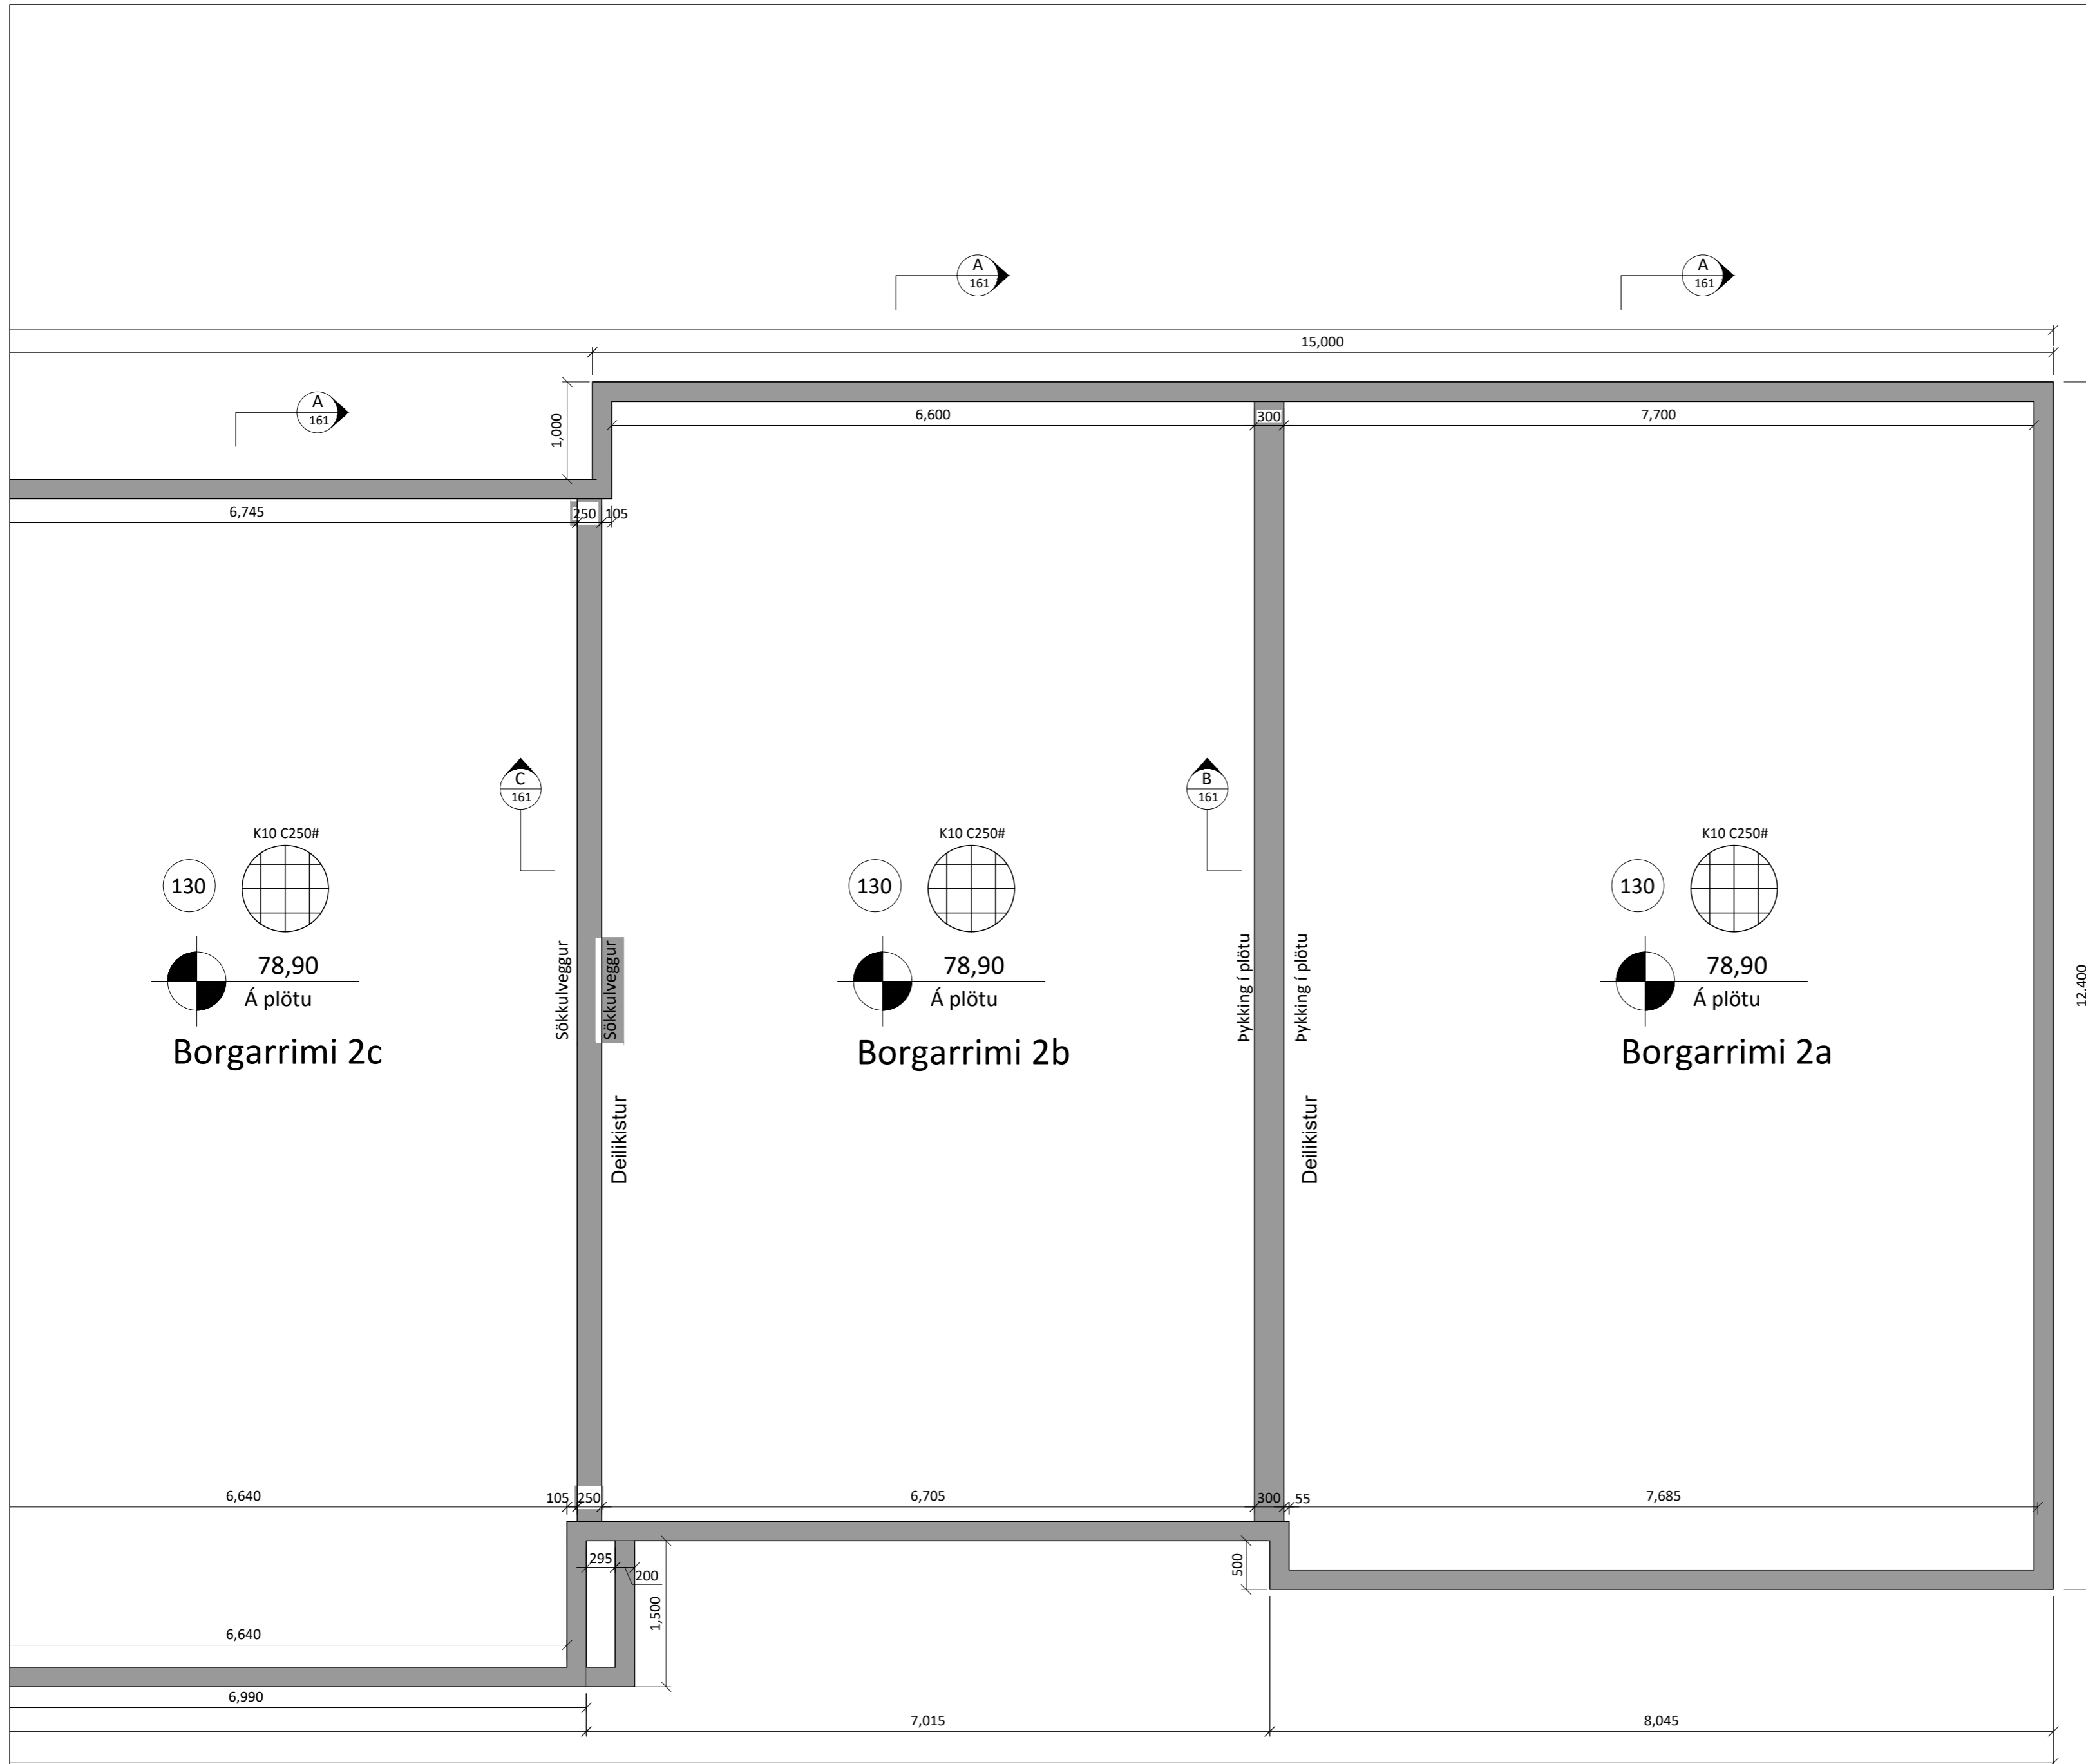 A
161
A
161
15,000
A
161
1,000
6,600
300
7,700
6,745
250
105
C
161
B
161
K10 C250#
130
78,90
Á plötu
Borgarrimi 2c
Sökkulveggur
Sökkulveggur
K10 C250#
130
78,90
Á plötu
Borgarrimi 2b
Þykking í plötu
Þykking í plötu
K10 C250#
130
78,90
Á plötu
Borgarrimi 2a
12.400
Deilikistur
Deilikistur
6,640
105
250
6,705
300
55
7,685
295
200
1,500
500
6,640
6,990
7,015
8,045